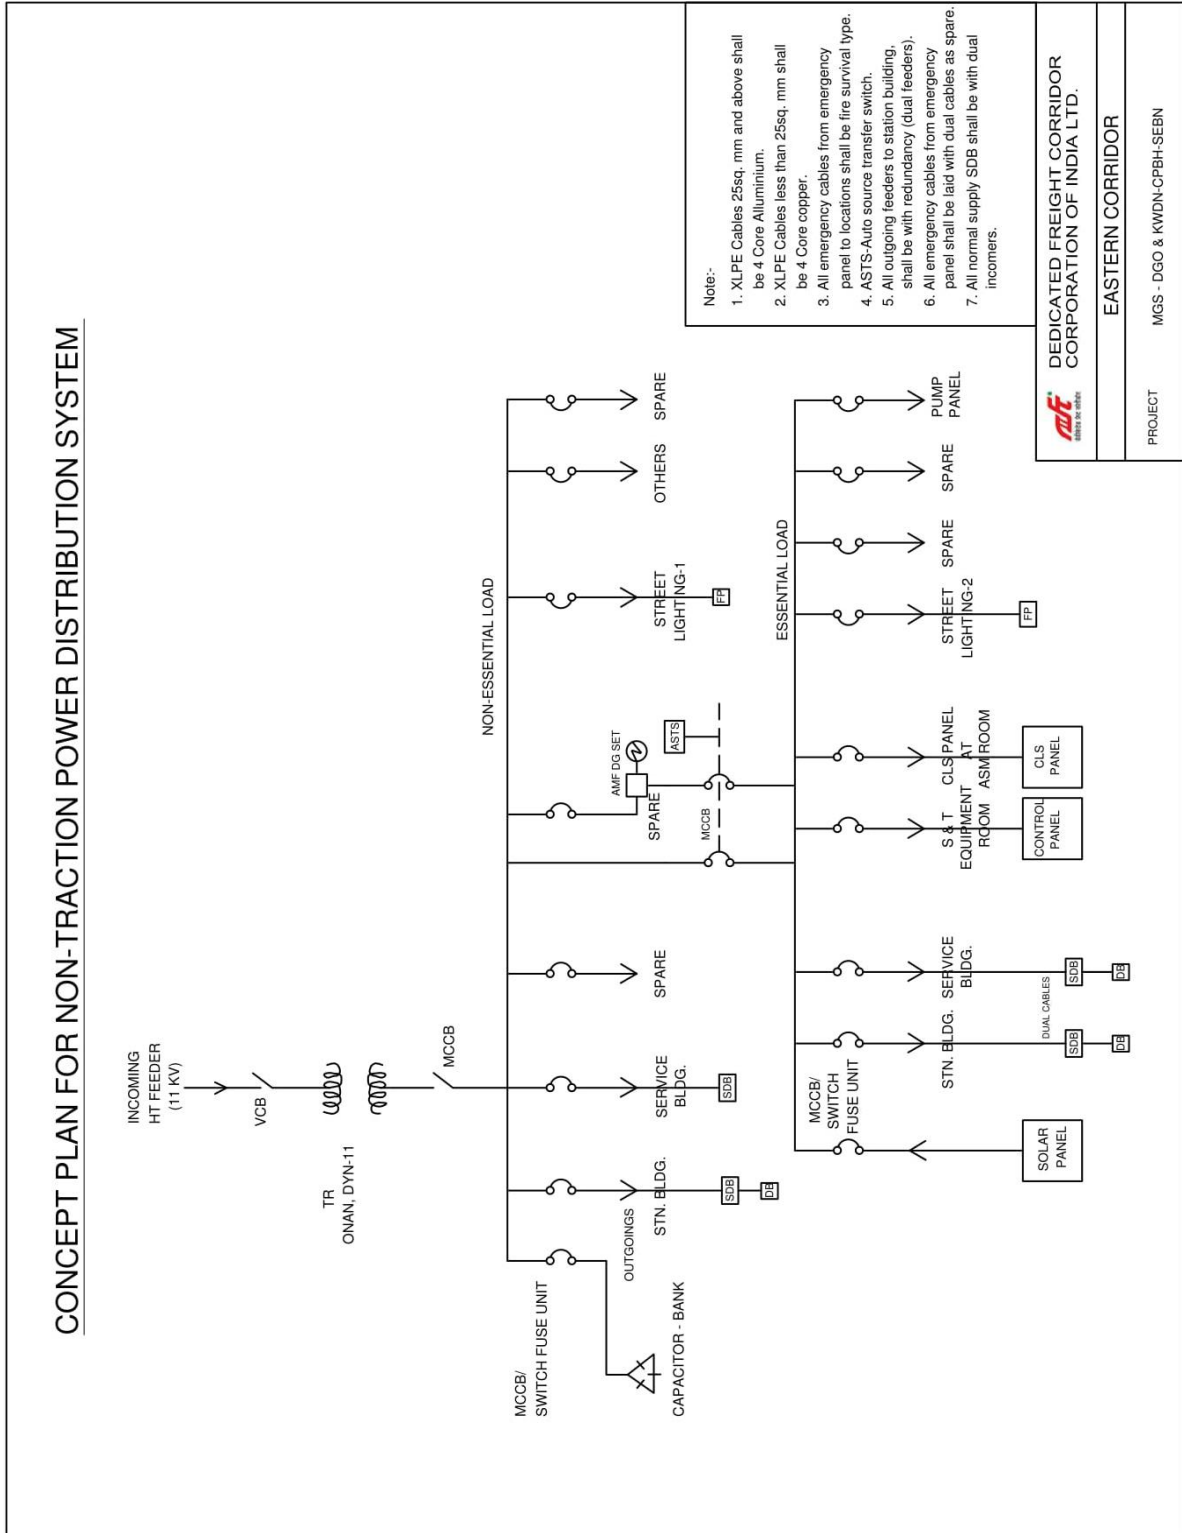 CONCEPT PLAN FOR NON-TRACTION POWER DISTRIBUTION SYSTEM
INCOMING
HT FEEDER
(11 KV)
VCB
TR
ONAN, DYN-11
MCCB
NON-ESSENTIAL LOAD
MCCB/
SWITCH FUSE UNIT
CAPACITOR - BANK
OUTGOINGS
STN. BLDG.
SDB
DB
SERVICE
BLDG.
SDB
SPARE
SPARE
AMF DG SET
ASTS
MCCB
STREET
LIGHTING-1
FP
OTHERS
SPARE
ESSENTIAL LOAD
MCCB/
SWITCH
FUSE UNIT
SOLAR
PANEL
STN. BLDG.
SDB
DB
DUAL CABLES
SERVICE
BLDG.
SDB
DB
S & T
EQUIPMENT
ROOM
CONTROL
PANEL
CLS PANEL
AT
ASM ROOM
CLS
PANEL
STREET
LIGHTING-2
FP
SPARE
SPARE
PUMP
PANEL
Note:-
1. XLPE Cables 25sq. mm and above shall
be 4 Core Alluminium.
2. XLPE Cables less than 25sq. mm shall
be 4 Core copper.
3. All emergency cables from emergency
panel to locations shall be fire survival type.
4. ASTS-Auto source transfer switch.
5. All outgoing feeders to station building,
shall be with redundancy (dual feeders).
6. All emergency cables from emergency
panel shall be laid with dual cables as spare.
7. All normal supply SDB shall be with dual
incomers.
DEDICATED FREIGHT CORRIDOR
CORPORATION OF INDIA LTD.
EASTERN CORRIDOR
PROJECT
MGS - DGO & KWDN-CPBH-SEBN